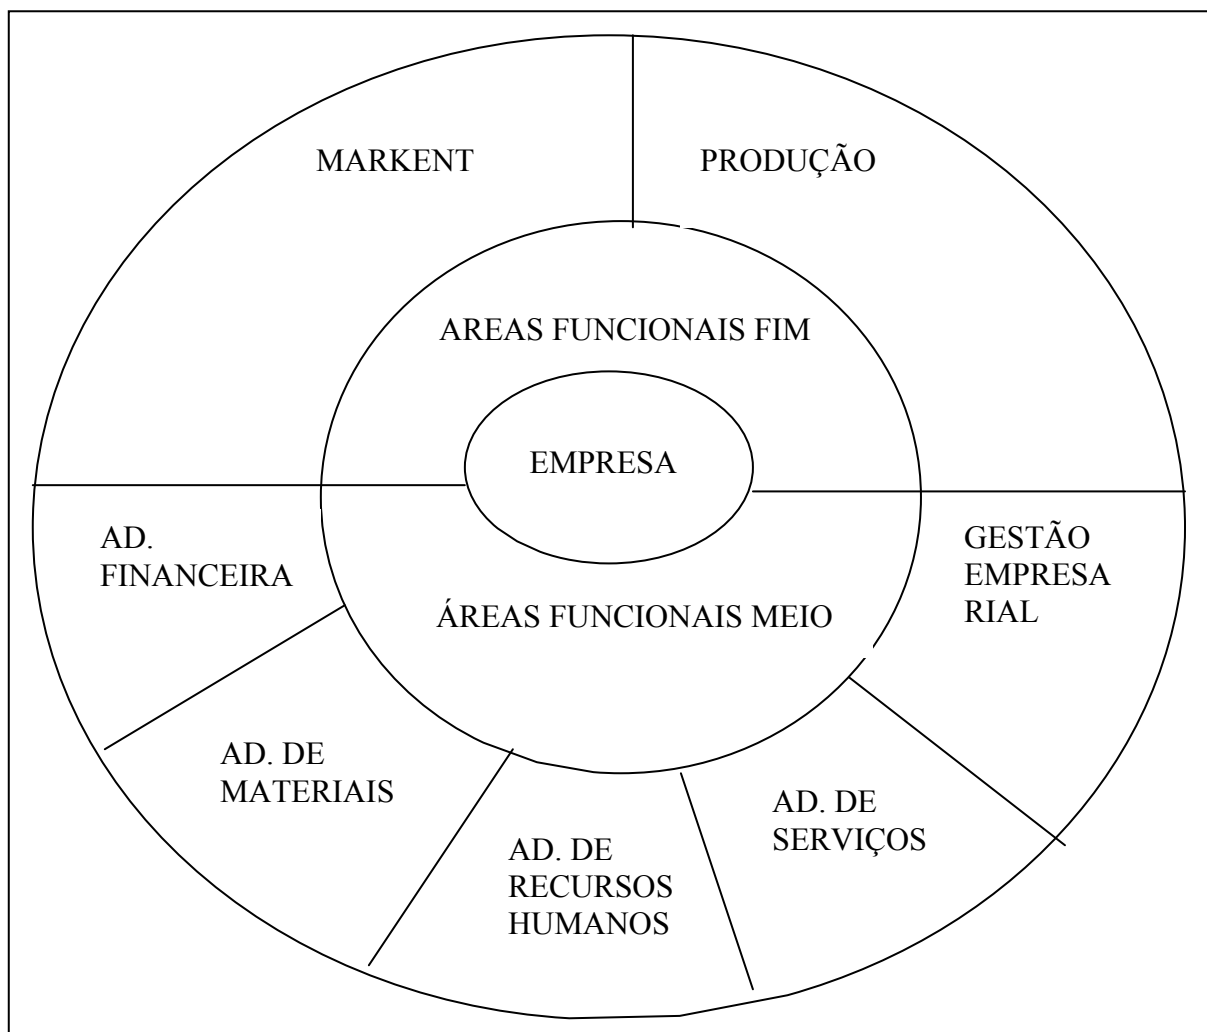 MARKENT
PRODUÇÃO
AREAS FUNCIONAIS FIM
EMPRESA
ÁREAS FUNCIONAIS MEIO
AD.
FINANCEIRA
GESTÃO
EMPRESA
RIAL
AD. DE
MATERIAIS
AD. DE
RECURSOS
HUMANOS
AD. DE
SERVIÇOS